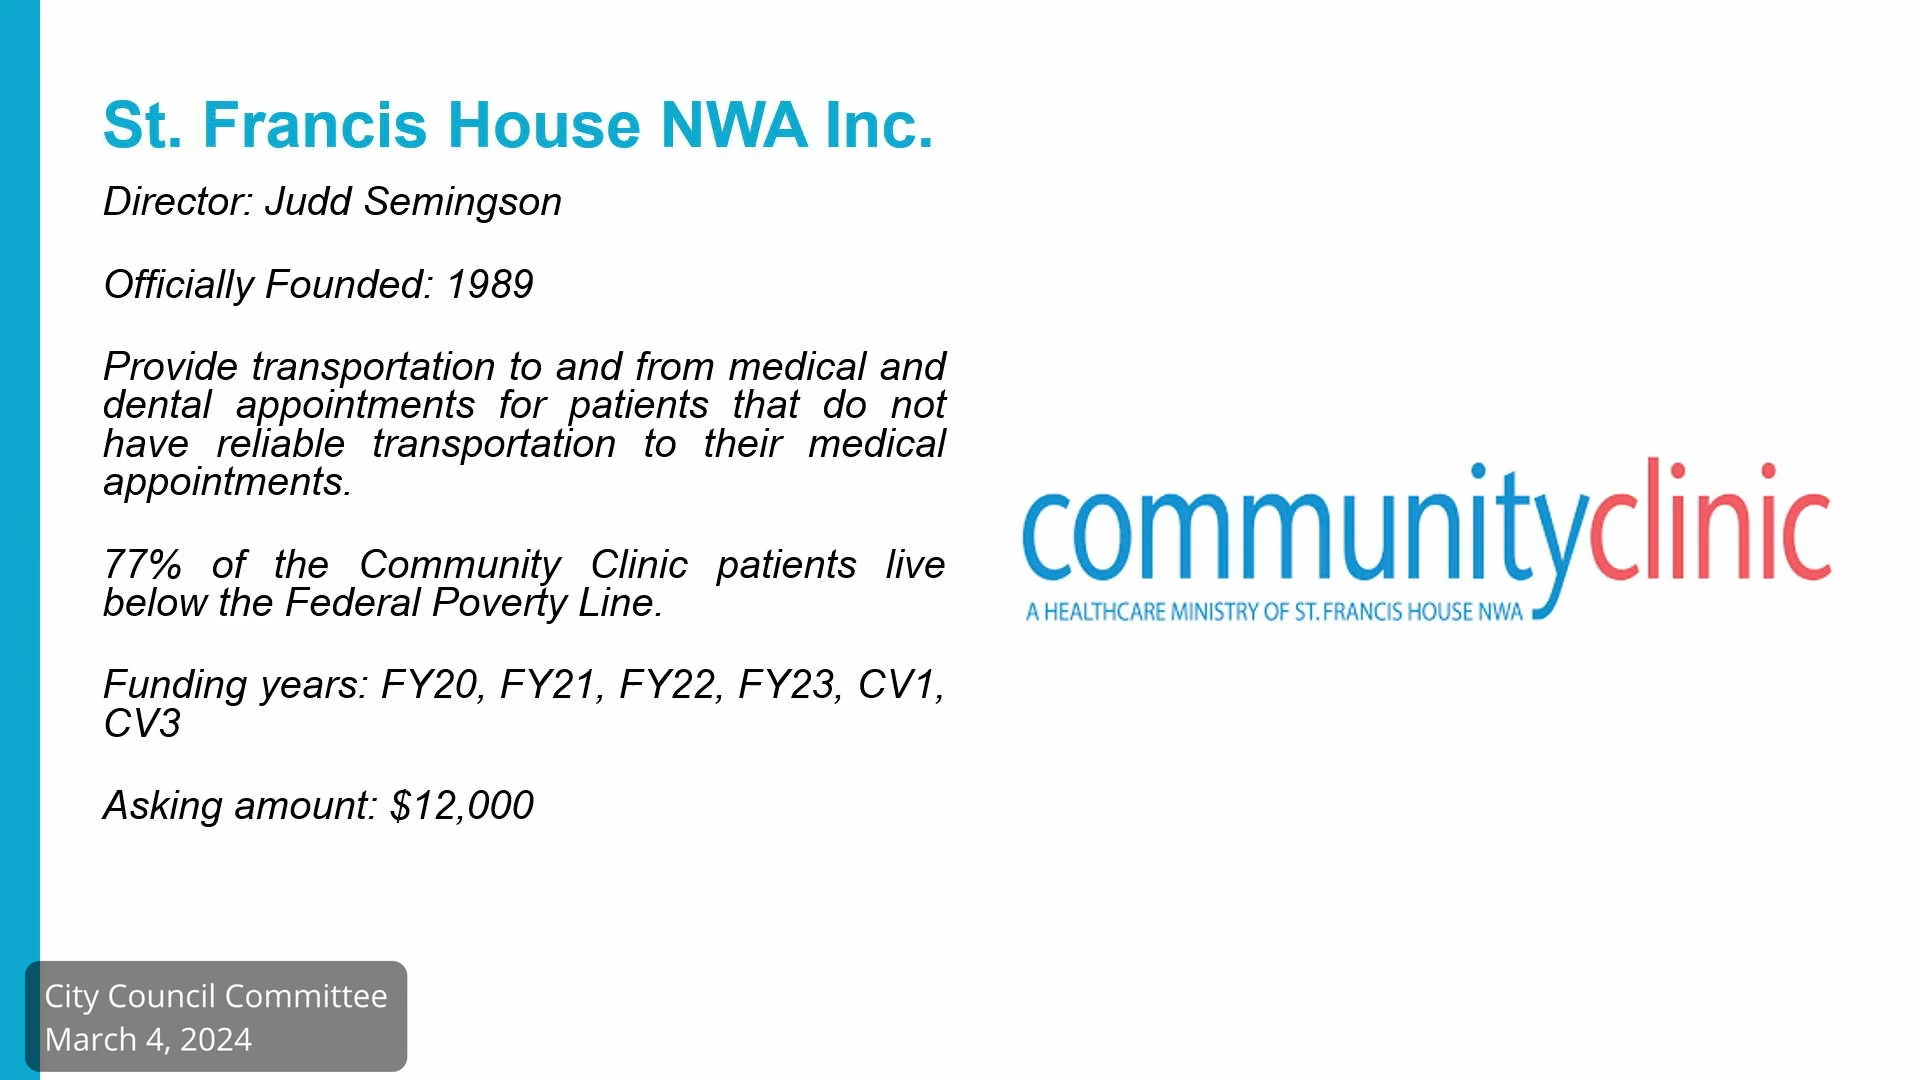 St. Francis House NWA Inc.
Director: Judd Semingson
Officially Founded: 1989
Provide transportation to and from medical and
dental appointments for patients that do not
have reliable transportation to their medical
appointments.
77% of the Community Clinic patients live
below the Federal Poverty Line.
Funding years: FY20, FY21, FY22, FY23, CV1,
CV3
Asking amount: $12,000
communityclinic
A HEALTHCARE MINISTRY OF ST. FRANCIS HOUSE NWA
City Council Committee
March 4, 2024